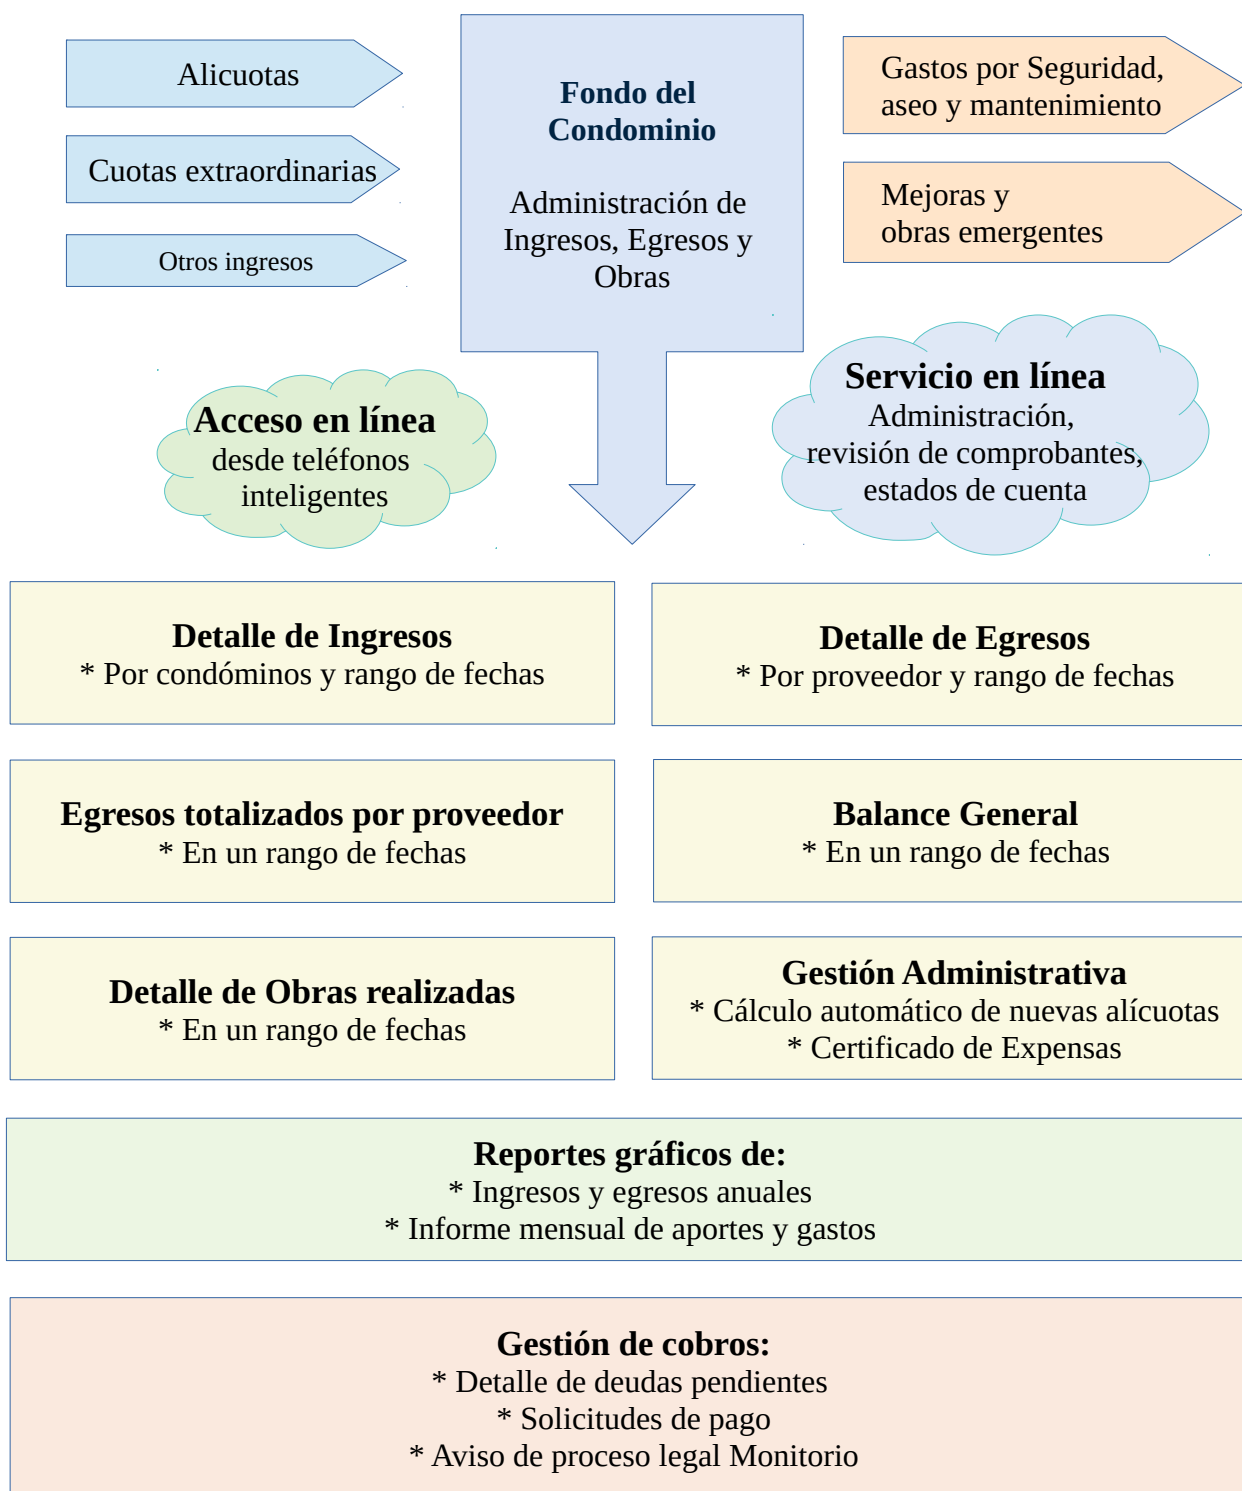 Alicuotas
Cuotas extraordinarias
Otros ingresos
Fondo del
Condominio
Administración de
Ingresos, Egresos y
Obras
Gastos por Seguridad,
aseo y mantenimiento
Mejoras y
obras emergentes
Acceso en línea
desde teléfonos
inteligentes
Servicio en línea
Administración,
revisión de comprobantes,
estados de cuenta
Detalle de Ingresos
* Por condóminos y rango de fechas
Detalle de Egresos
* Por proveedor y rango de fechas
Egresos totalizados por proveedor
* En un rango de fechas
Balance General
* En un rango de fechas
Detalle de Obras realizadas
* En un rango de fechas
Gestión Administrativa
* Cálculo automático de nuevas alícuotas
* Certificado de Expensas
Reportes gráficos de:
* Ingresos y egresos anuales
* Informe mensual de aportes y gastos
Gestión de cobros:
* Detalle de deudas pendientes
* Solicitudes de pago
* Aviso de proceso legal Monitorio